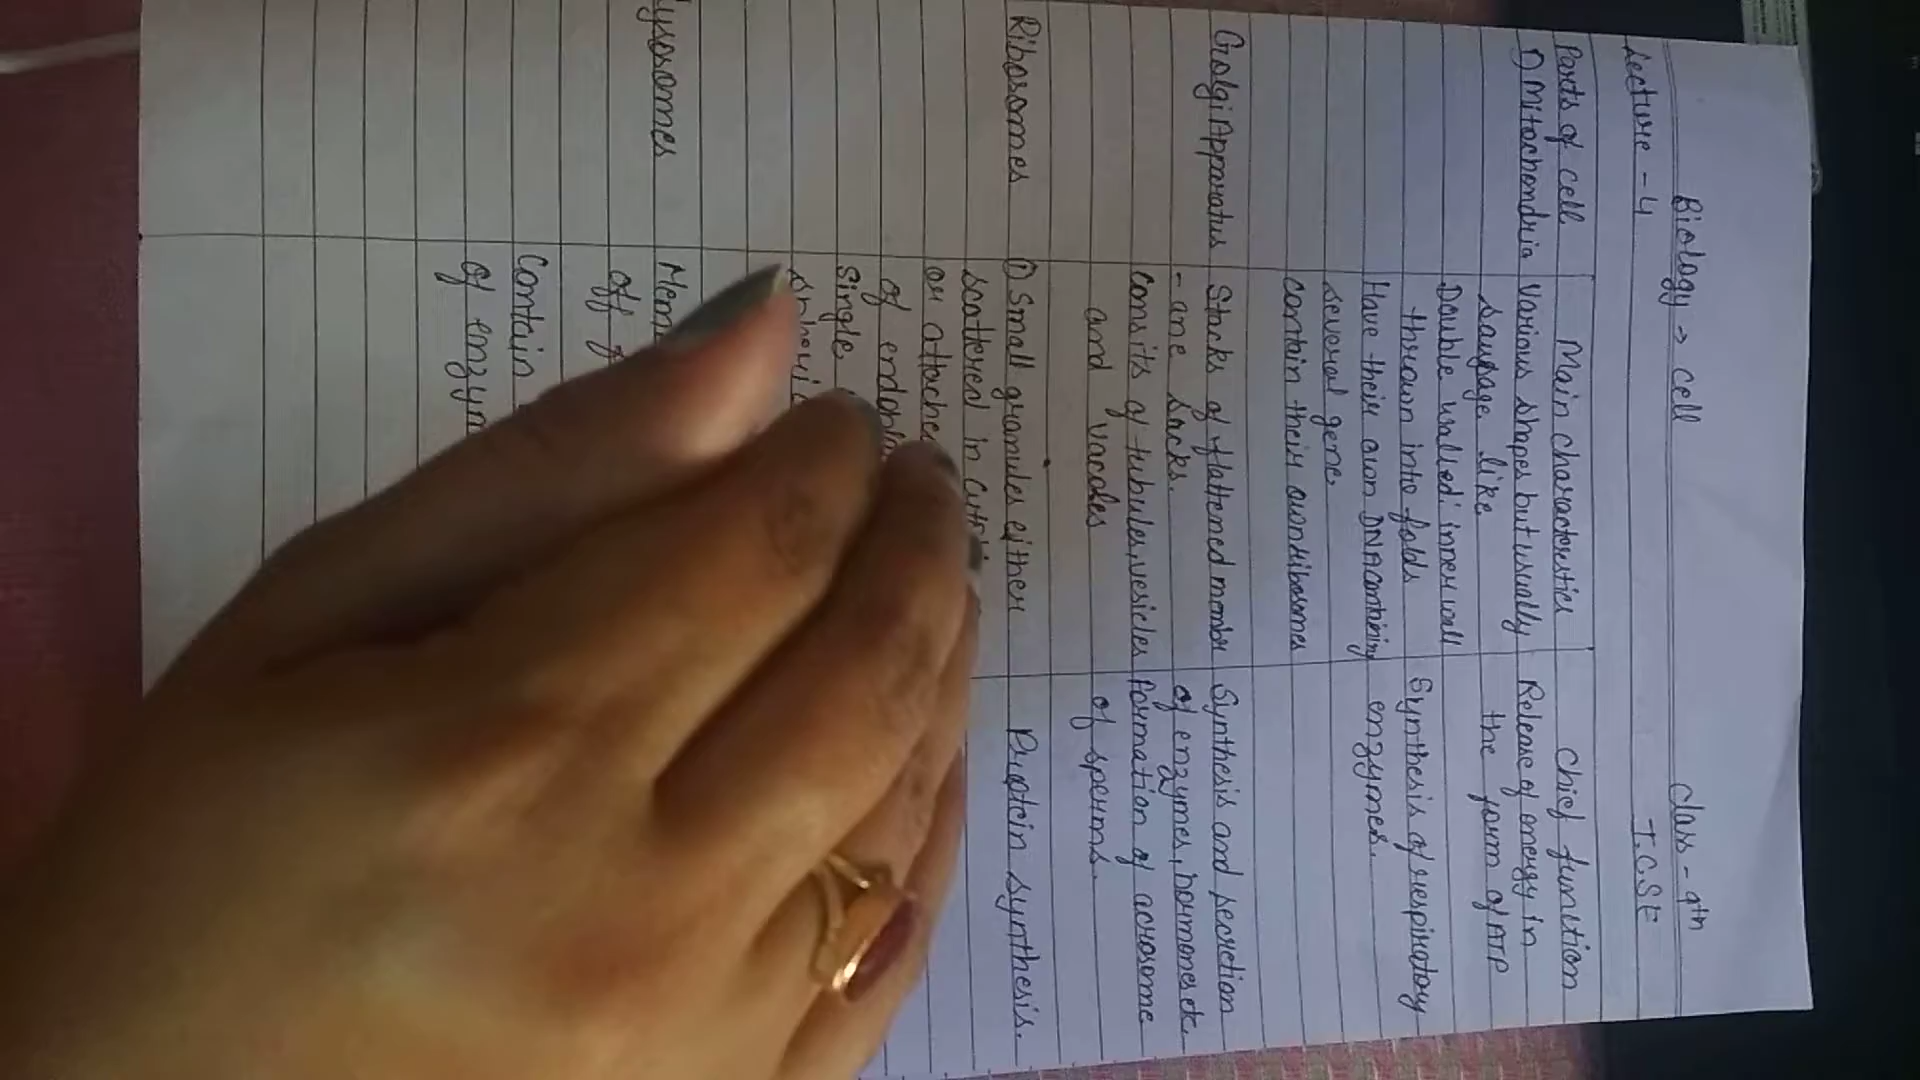 Biology → cell Class - 9th
Lecture - 4 I.C.S.E
Parts of cell Main characterstics Chief function
1) Mitochondria Various shapes but usually Release of energy in
sausage like the form of ATP
Double walled inner wall
thrown into folds Synthesis of respiratory
Have their own DNA containing enzymes.
several gene.
contain their own ribosomes
Golgi Apparatus Stacks of flattened membr Synthesis and secretion
- ane sacks. of enzymes, hormones etc.
Consits of tubules, vesicles Formation of acrosome
and vacoles of sperms.
Ribosomes ① Small granules either Protein synthesis.
scattered in
or attached
of
single
Lysosomes
of
Contain
of